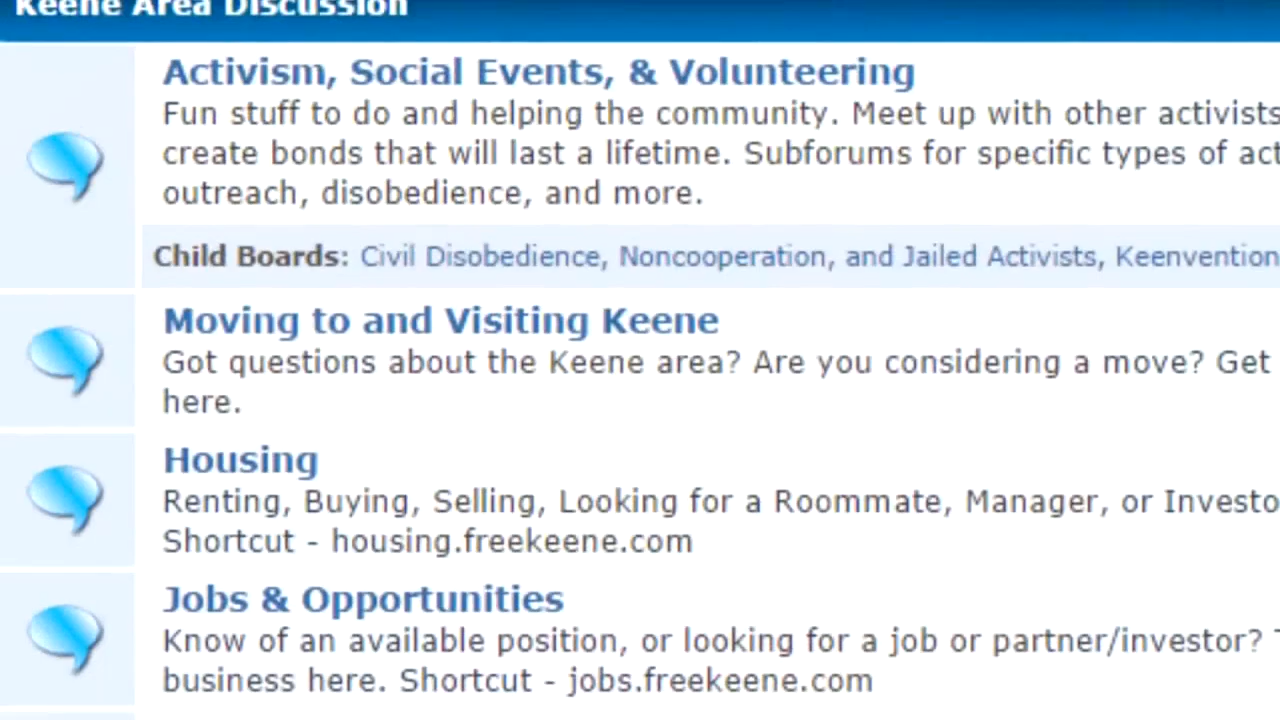 Keene Area Discussion
Activism, Social Events, & Volunteering
Fun stuff to do and helping the community. Meet up with other activists
create bonds that will last a lifetime. Subforums for specific types of act
outreach, disobedience, and more.
Child Boards: Civil Disobedience, Noncooperation, and Jailed Activists, Keenvention
Moving to and Visiting Keene
Got questions about the Keene area? Are you considering a move? Get
here.
Housing
Renting, Buying, Selling, Looking for a Roommate, Manager, or Investo
Shortcut - housing.freekeene.com
Jobs & Opportunities
Know of an available position, or looking for a job or partner/investor?
business here. Shortcut - jobs.freekeene.com